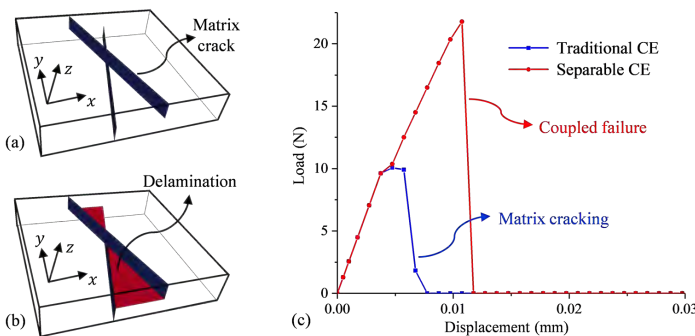 (a)
Matrix
crack
y
z
x
(b)
Delamination
y
z
x
(c)
Load (N)
20
15
10
5
0
Traditional CE
Separable CE
Coupled failure
Matrix cracking
0.00 0.01 0.02 0.03
Displacement (mm)